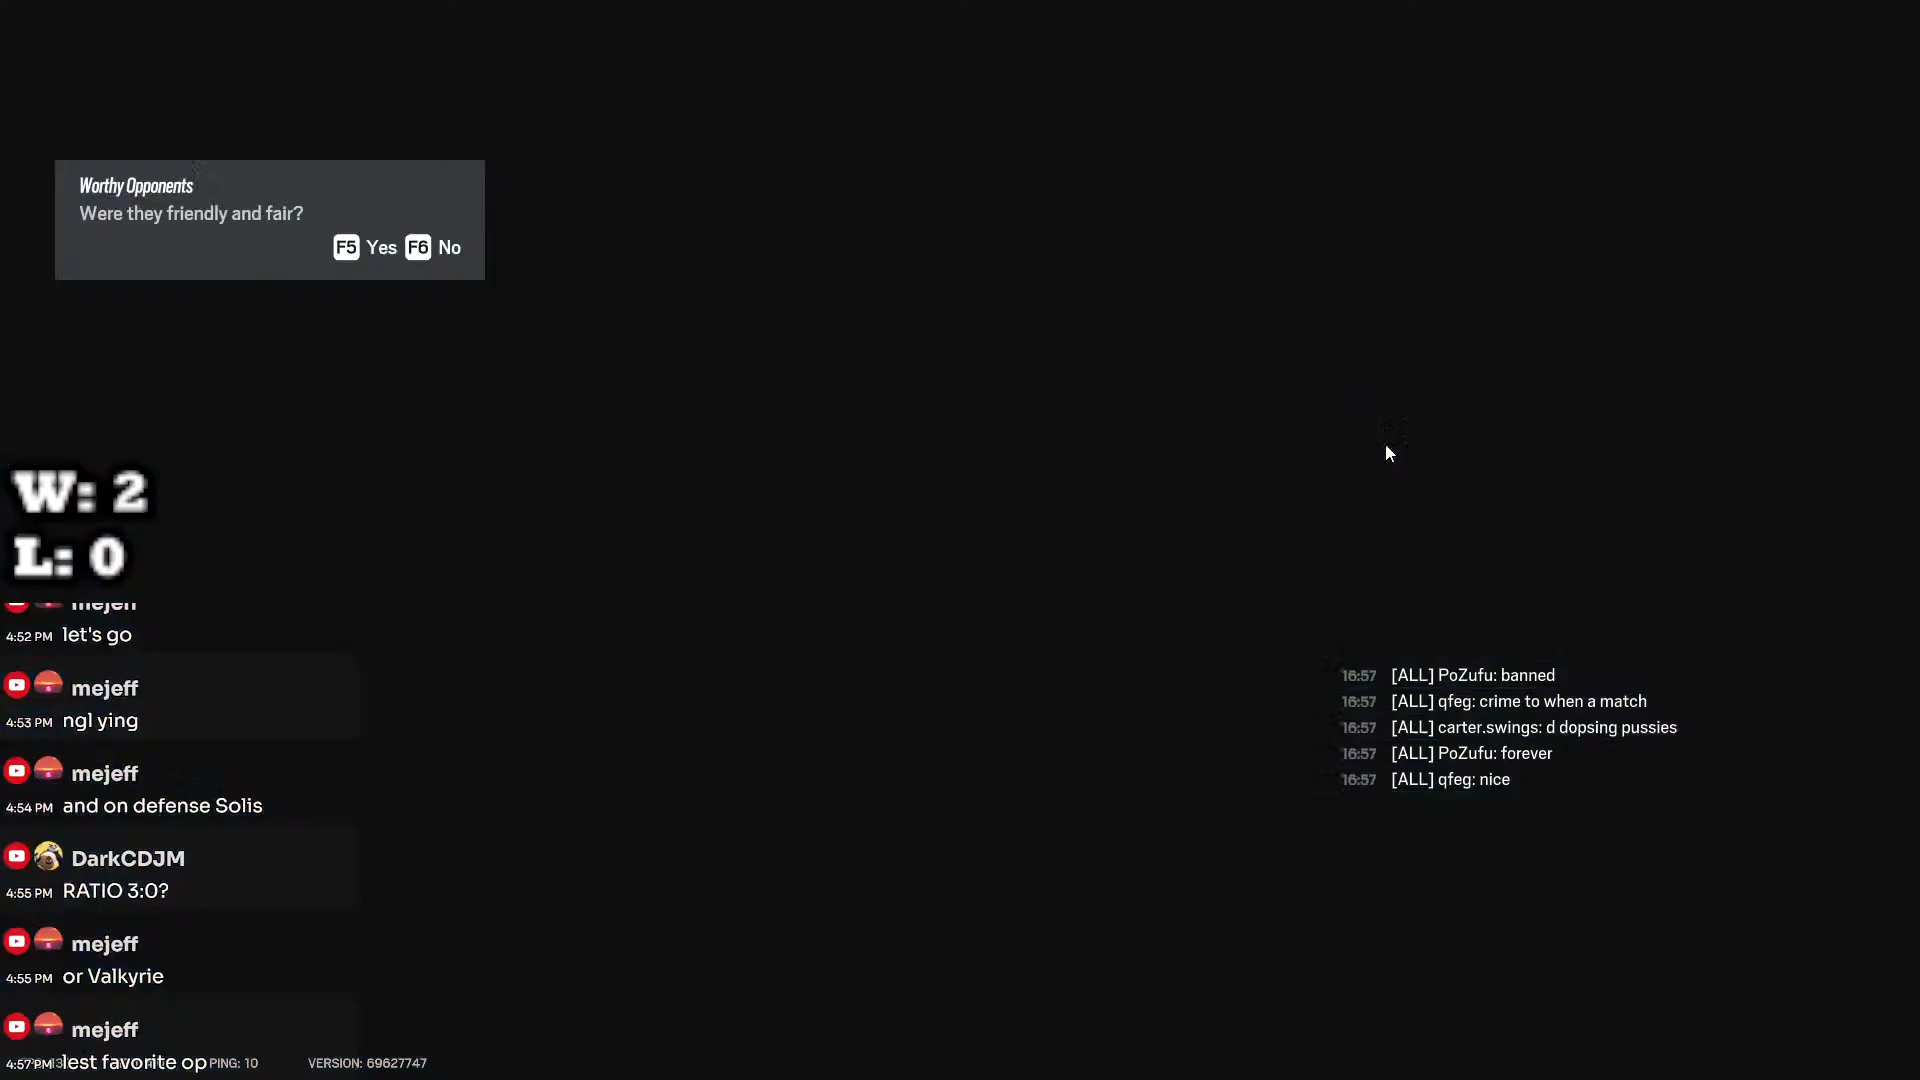 Worthy Opponents
Were they friendly and fair?
F5 Yes F6 No
W: 2
L: 0
mejeff
4:52 PM let's go
mejeff
4:53 PM ngl ying
mejeff
4:54 PM and on defense Solis
DarkCDJM
4:55 PM RATIO 3:0?
mejeff
4:55 PM or Valkyrie
mejeff
4:57 PM lest favorite op
PING: 10
VERSION: 69627747
16:57 [ALL] PoZufu: banned
16:57 [ALL] qfeg: crime to when a match
16:57 [ALL] carter.swings: d dopsing pussies
16:57 [ALL] PoZufu: forever
16:57 [ALL] qfeg: nice